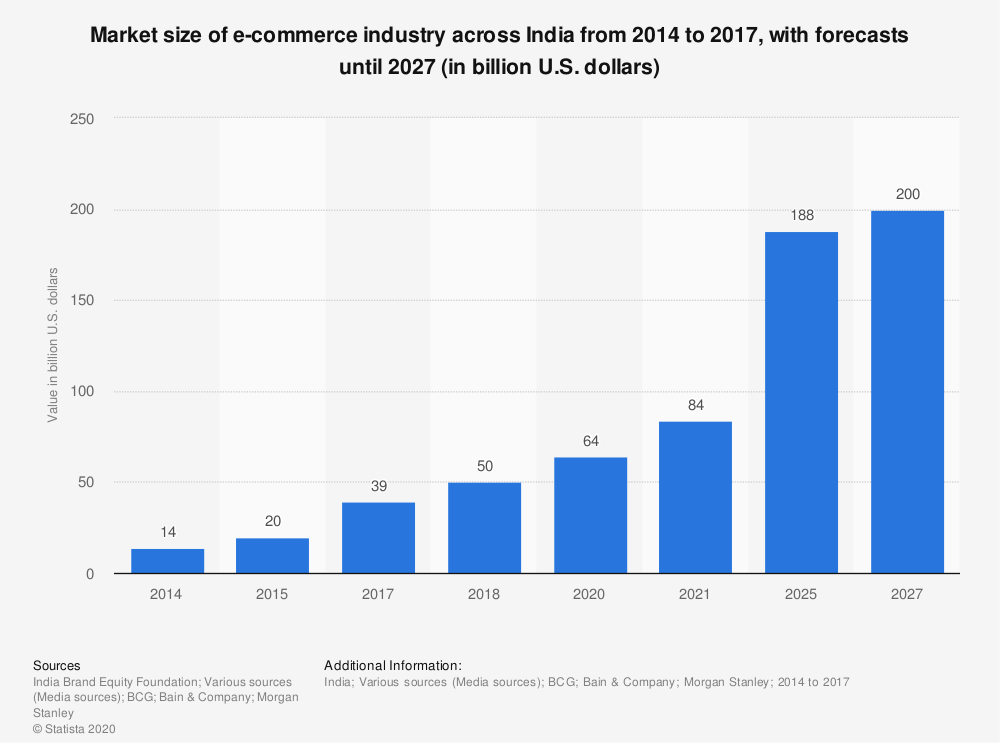 Market size of e-commerce industry across India from 2014 to 2017, with forecasts
until 2027 (in billion U.S. dollars)
250
200
150
100
50
0
Value in billion U.S. dollars
14
20
39
50
64
84
188
200
2014
2015
2017
2018
2020
2021
2025
2027
Sources
India Brand Equity Foundation; Various sources
(Media sources); BCG; Bain & Company; Morgan
Stanley
© Statista 2020
Additional Information:
India; Various sources (Media sources); BCG; Bain & Company; Morgan Stanley; 2014 to 2017